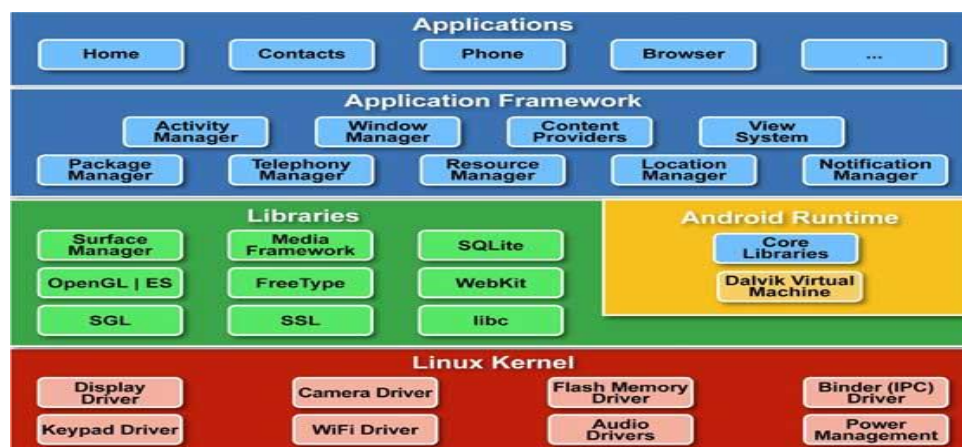 Applications
Home Contacts Phone Browser ...
Application Framework
Activity Manager
Window Manager
Content Providers
View System
Package Manager
Telephony Manager
Resource Manager
Location Manager
Notification Manager
Libraries
Surface Manager
Media Framework
SQLite
OpenGL | ES
FreeType
WebKit
SGL
SSL
libc
Android Runtime
Core Libraries
Dalvik Virtual Machine
Linux Kernel
Display Driver
Camera Driver
Flash Memory Driver
Binder (IPC) Driver
Keypad Driver
WiFi Driver
Audio Drivers
Power Management